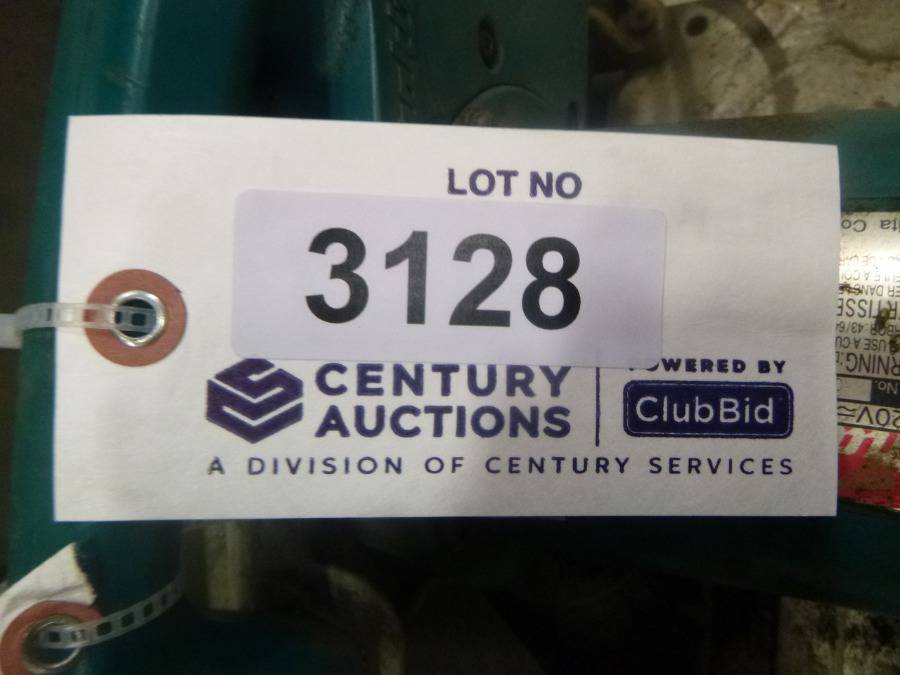 LOT NO
3128
CENTURY
AUCTIONS
POWERED BY
ClubBid
A DIVISION OF CENTURY SERVICES